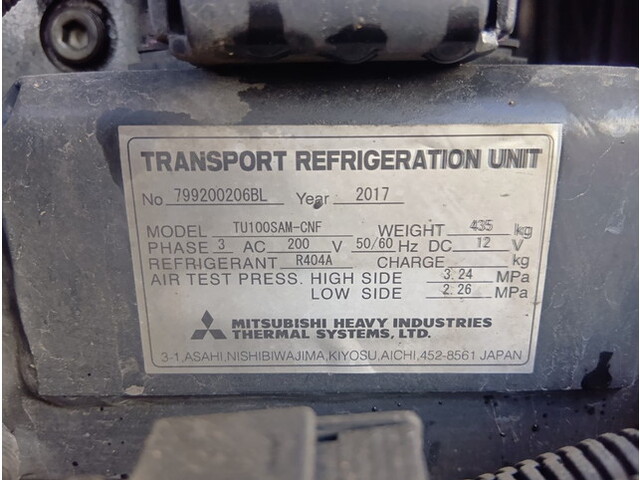 TRANSPORT REFRIGERATION UNIT
No 799200206BL Year 2017
MODEL TU100SAM-CNF WEIGHT 435 kg
PHASE 3 AC 200 V 50/60 Hz DC 12 V
REFRIGERANT R404A CHARGE kg
AIR TEST PRESS. HIGH SIDE 3.24 MPa
LOW SIDE 2.26 MPa
MITSUBISHI HEAVY INDUSTRIES
THERMAL SYSTEMS, LTD.
3-1,ASAHI,NISHIBIWAJIMA,KIYOSU,AICHI,452-8561 JAPAN